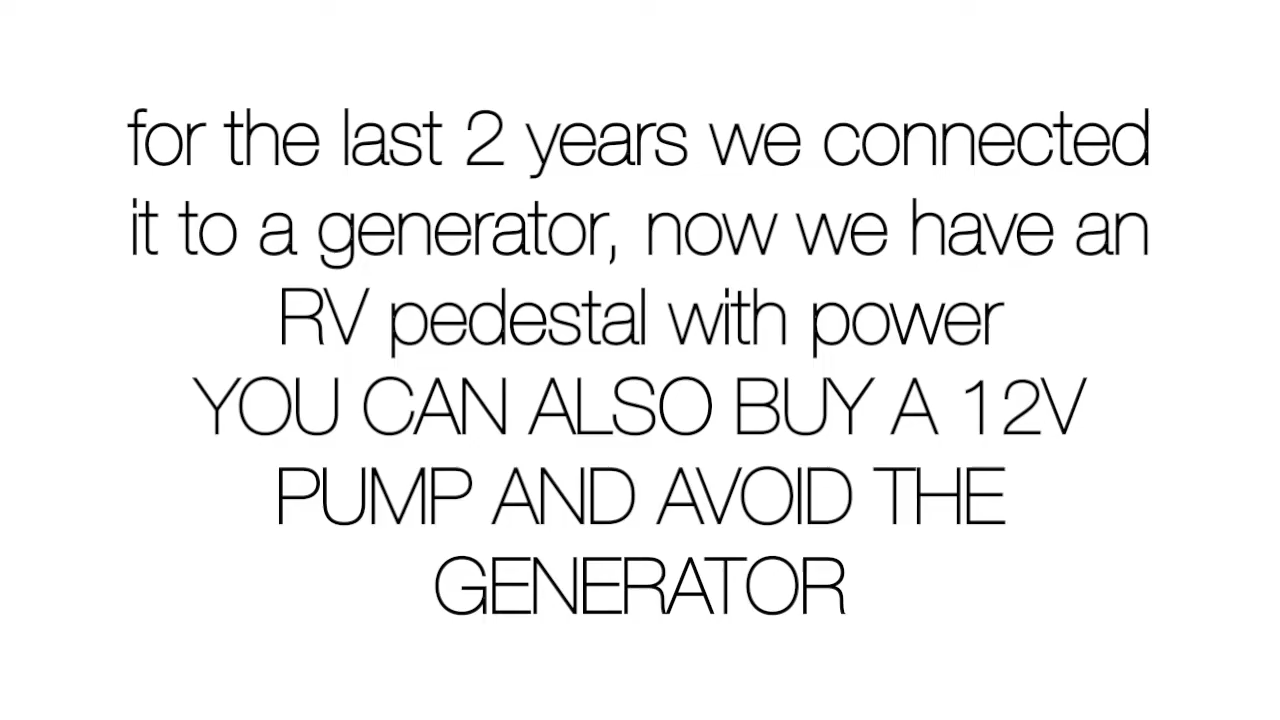 for the last 2 years we connected
it to a generator, now we have an
RV pedestal with power
YOU CAN ALSO BUY A 12V
PUMP AND AVOID THE
GENERATOR